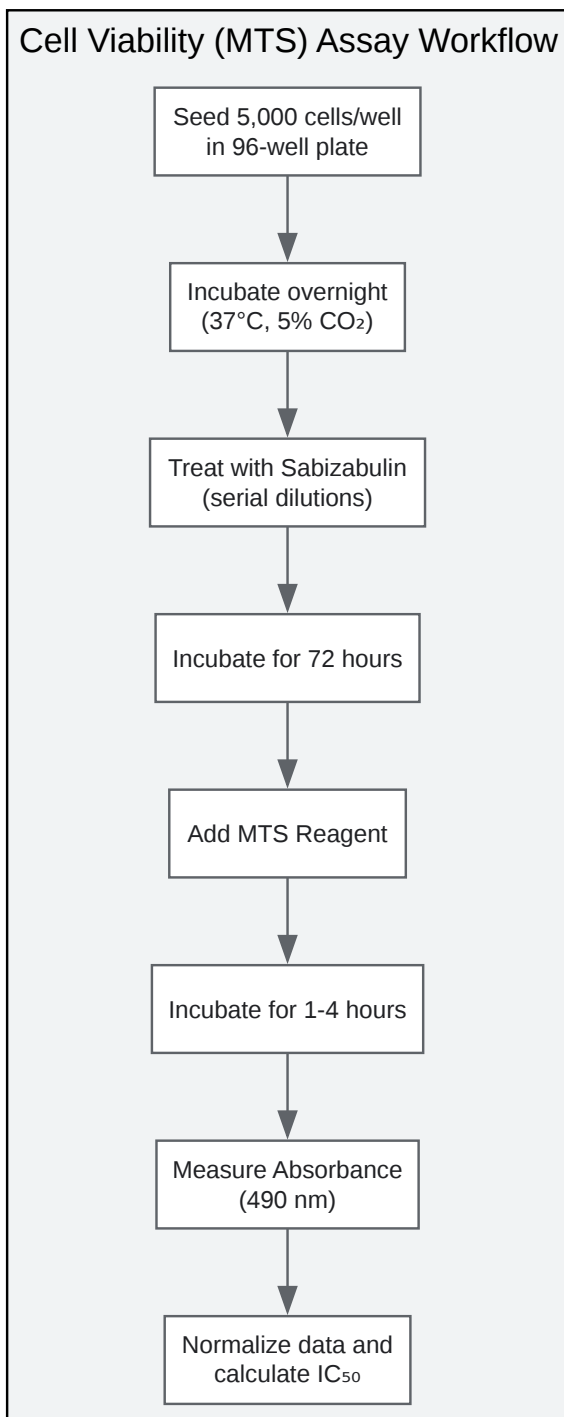 Cell Viability (MTS) Assay Workflow
Seed 5,000 cells/well
in 96-well plate
Incubate overnight
(37°C, 5% CO₂)
Treat with Sabizabulin
(serial dilutions)
Incubate for 72 hours
Add MTS Reagent
Incubate for 1-4 hours
Measure Absorbance
(490 nm)
Normalize data and
calculate IC₅₀